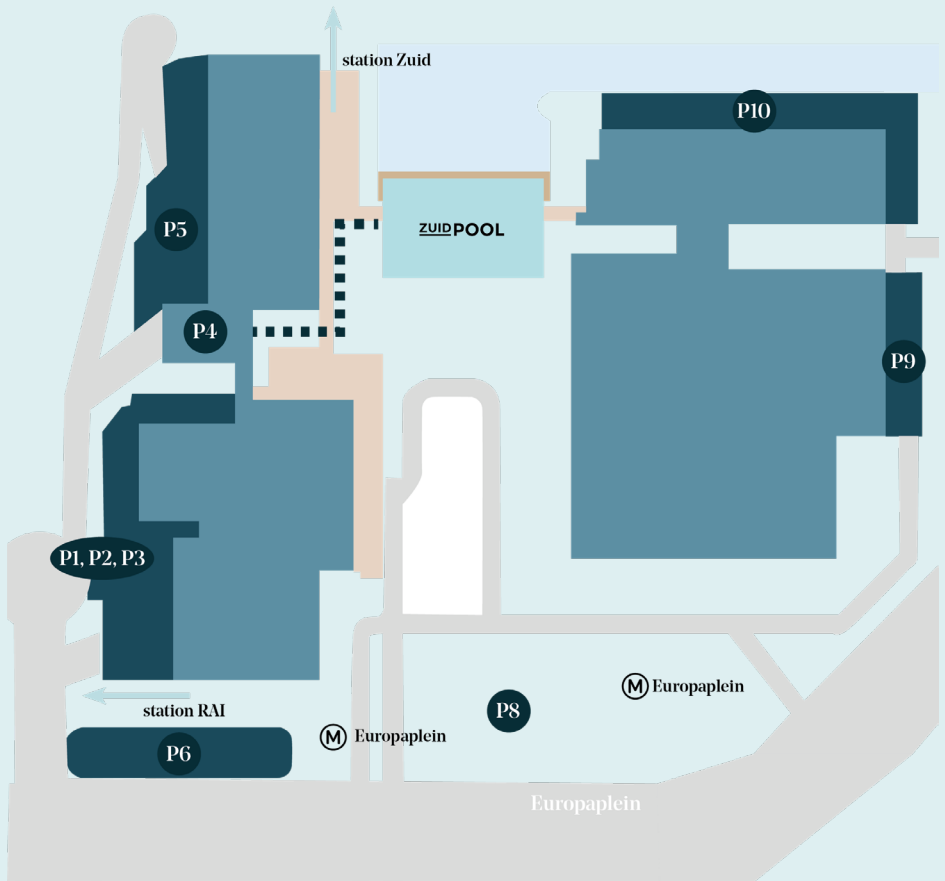 station Zuid
P10
P5
ZUIDPOOL
P4
P9
P1, P2, P3
M Europaplein
station RAI
P8
M Europaplein
P6
Europaplein